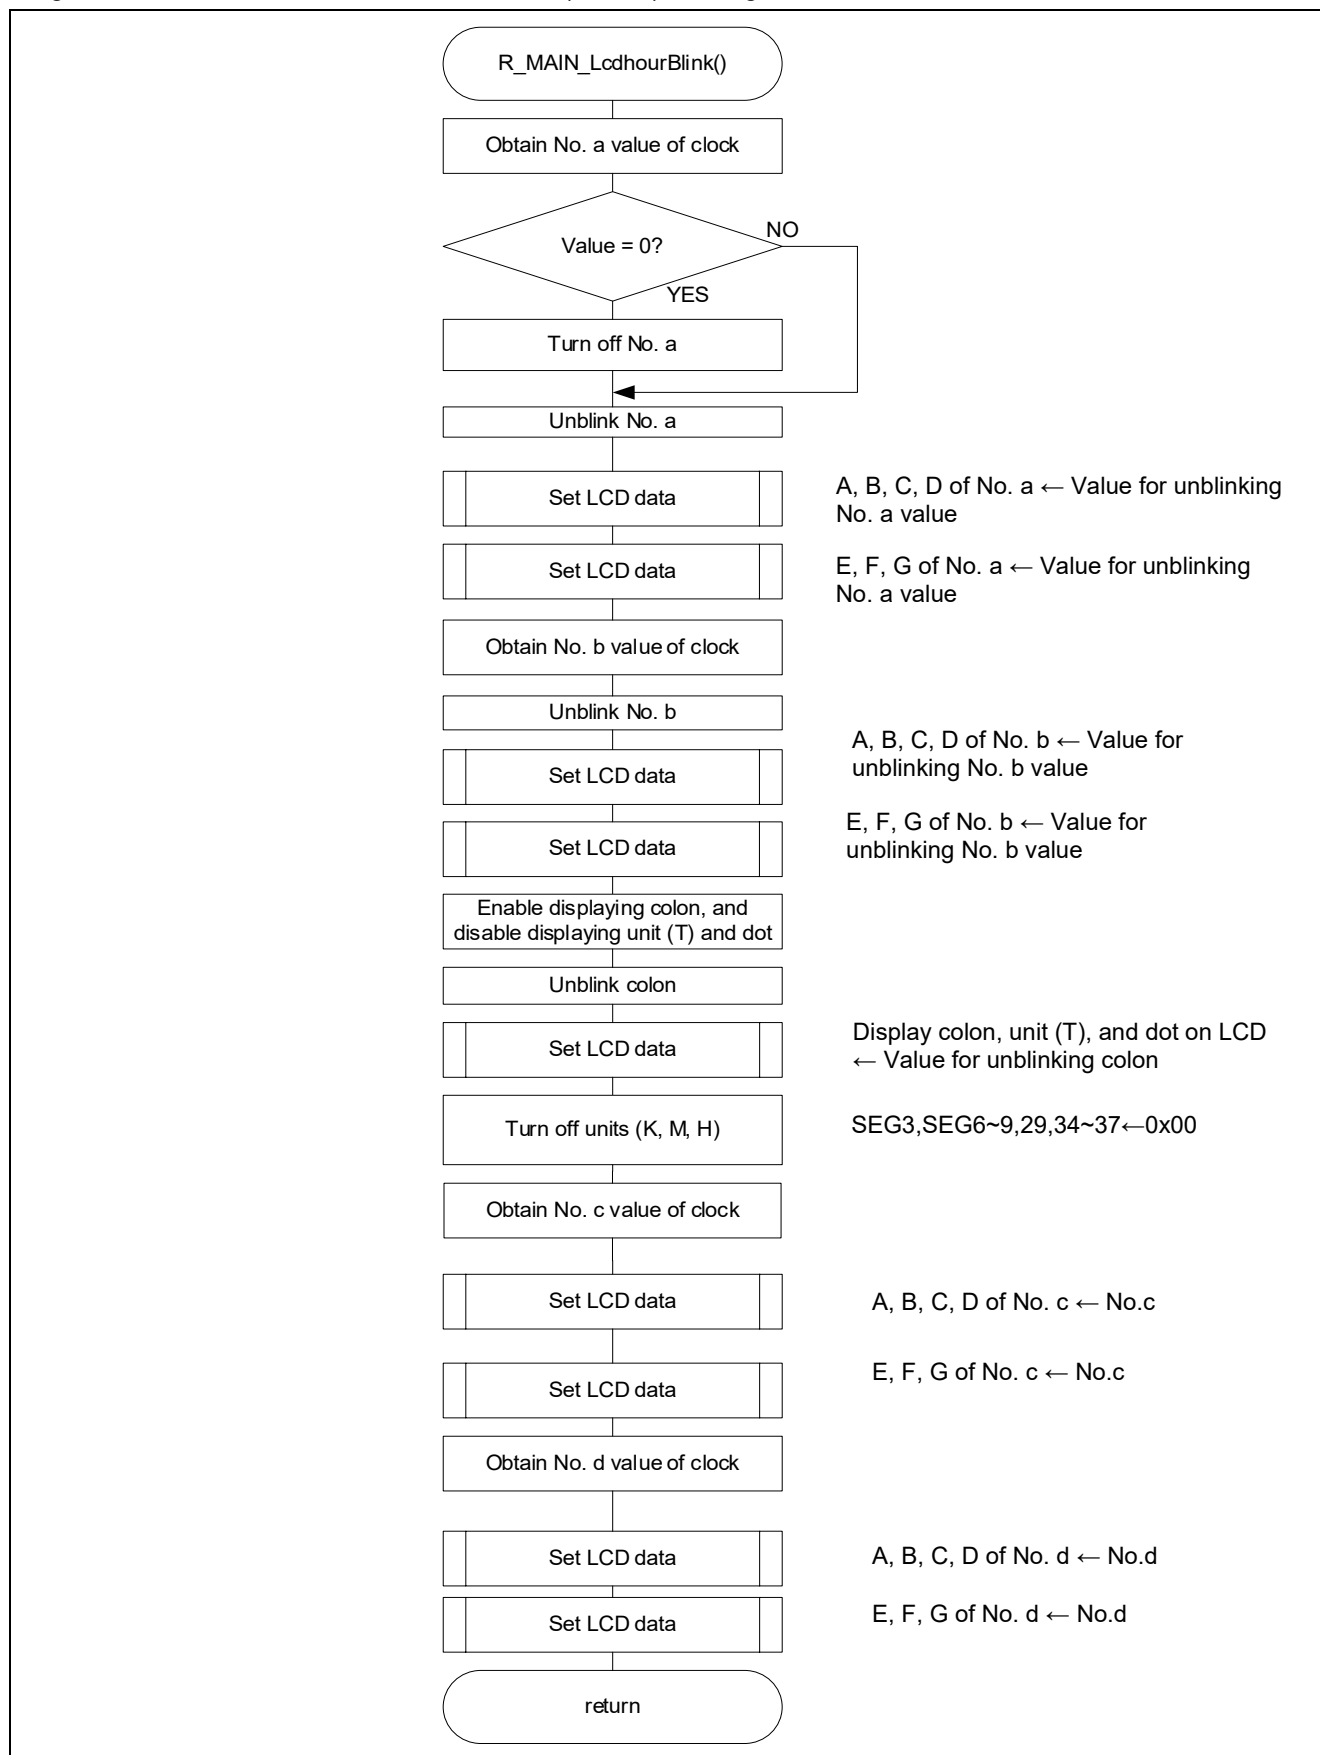 R_MAIN_LcdhourBlink()
Obtain No. a value of clock
Value = 0?
NO
YES
Turn off No. a
Unblink No. a
Set LCD data
A, B, C, D of No. a ← Value for unblinking
No. a value
Set LCD data
E, F, G of No. a ← Value for unblinking
No. a value
Obtain No. b value of clock
Unblink No. b
Set LCD data
A, B, C, D of No. b ← Value for
unblinking No. b value
Set LCD data
E, F, G of No. b ← Value for
unblinking No. b value
Enable displaying colon, and
disable displaying unit (T) and dot
Unblink colon
Set LCD data
Display colon, unit (T), and dot on LCD
← Value for unblinking colon
Turn off units (K, M, H)
SEG3,SEG6~9,29,34~37←0x00
Obtain No. c value of clock
Set LCD data
A, B, C, D of No. c ← No.c
Set LCD data
E, F, G of No. c ← No.c
Obtain No. d value of clock
Set LCD data
A, B, C, D of No. d ← No.d
Set LCD data
E, F, G of No. d ← No.d
return